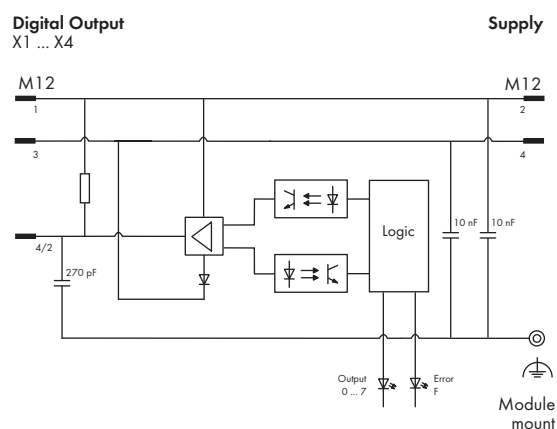 Digital Output
X1 ... X4
Supply
M12
M12
1
2
3
4
4/2
270 pF
Logic
10 nF
10 nF
Output
0 ... 7
Error
F
Module
mount